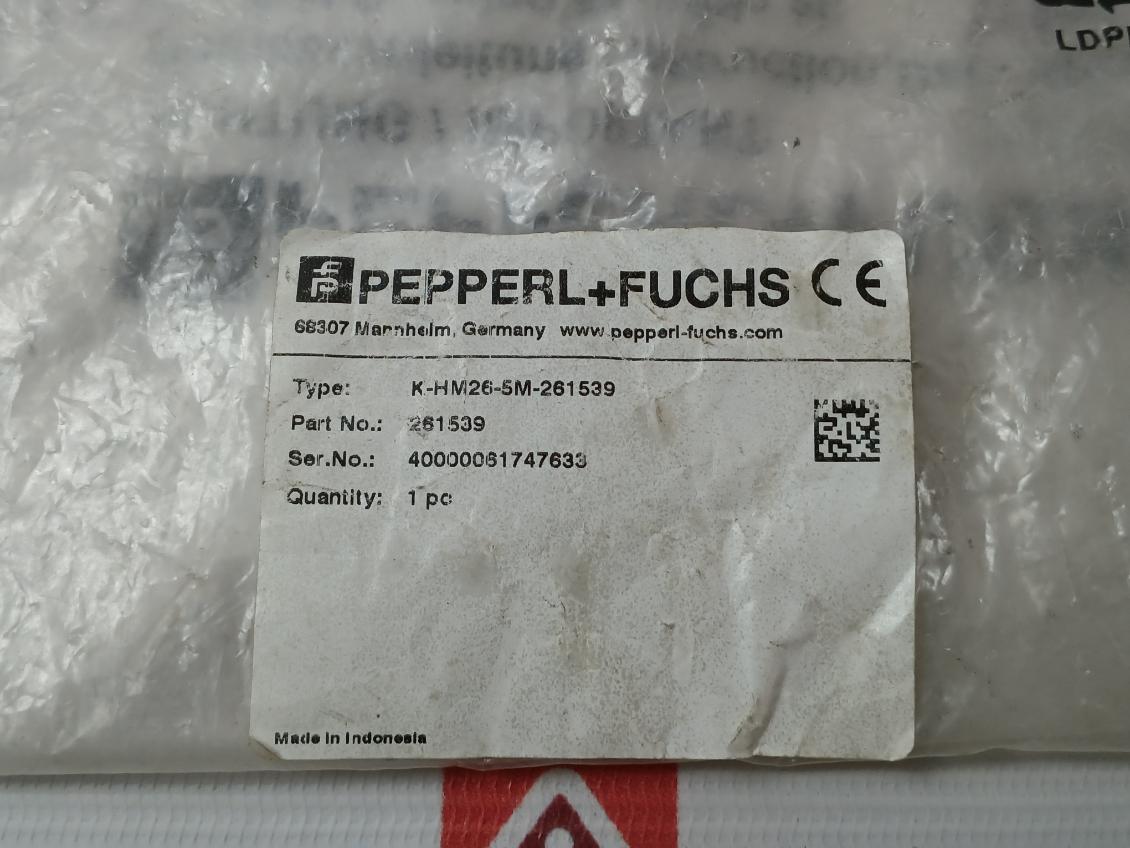 LDP
PEPPERL+FUCHS CE
68307 Mannheim, Germany www.pepperl-fuchs.com
Type: K-HM26-5M-261539
Part No.: 261539
Ser.No.: 40000061747633
Quantity: 1 pc
Made in Indonesia